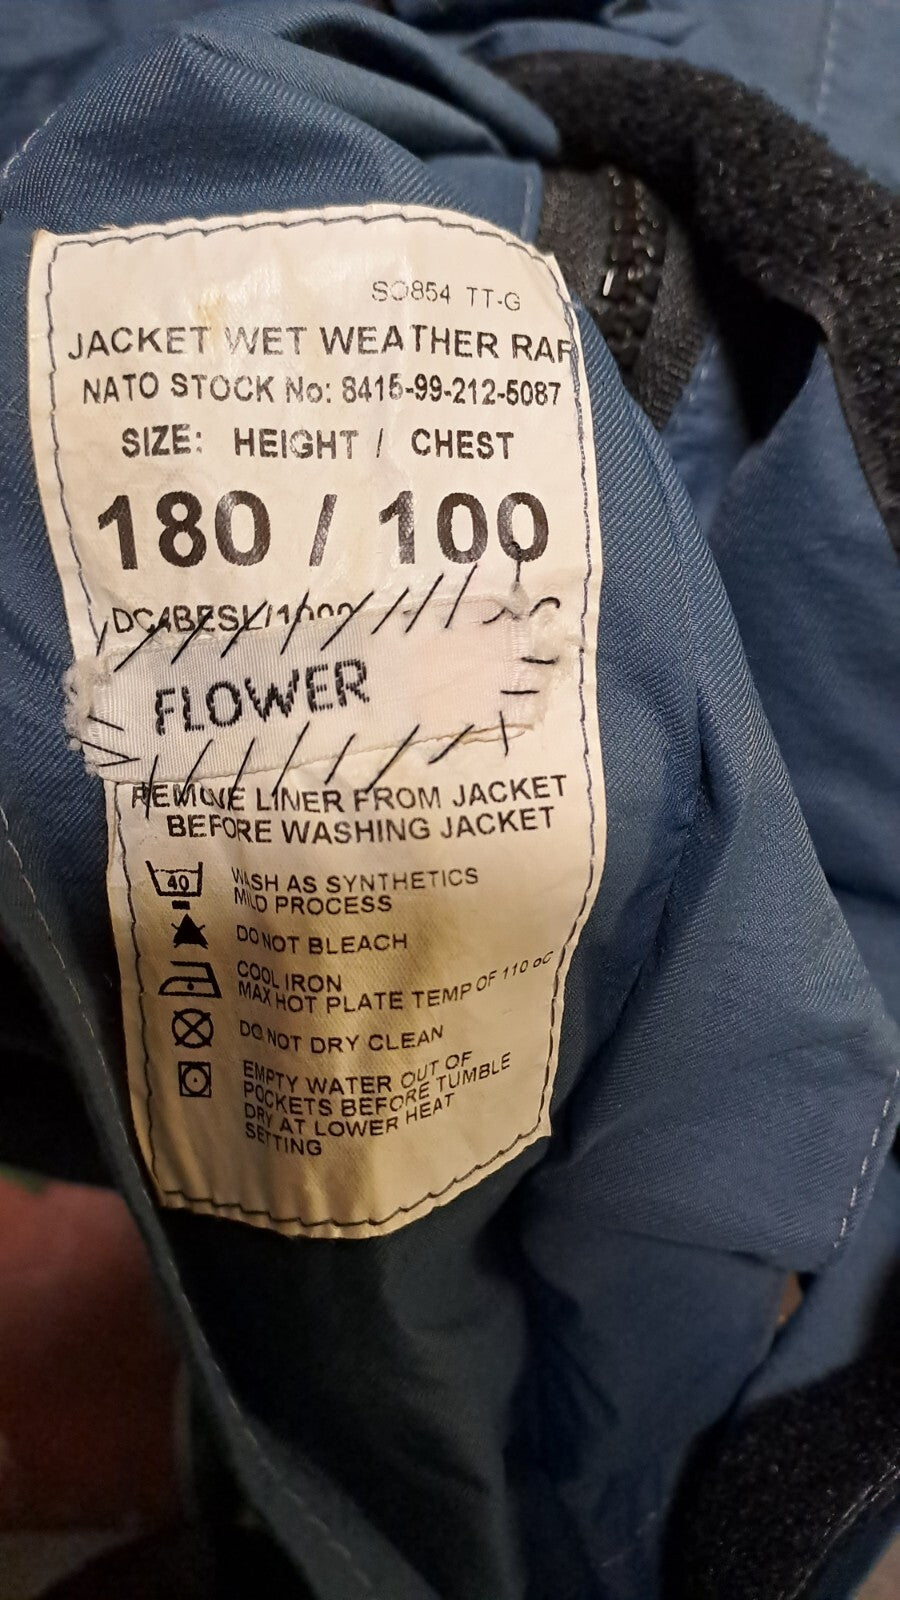 SO854 TT-G
JACKET WET WEATHER RAF
NATO STOCK No: 8415-99-212-5087
SIZE: HEIGHT / CHEST
180 / 100
FLOWER
REMOVE LINER FROM JACKET
BEFORE WASHING JACKET
40
WASH AS SYNTHETICS
MILD PROCESS
DO NOT BLEACH
COOL IRON
MAX HOT PLATE TEMP OF 110 oC
DO NOT DRY CLEAN
EMPTY WATER OUT OF
POCKETS BEFORE TUMBLE
DRY AT LOWER HEAT
SETTING